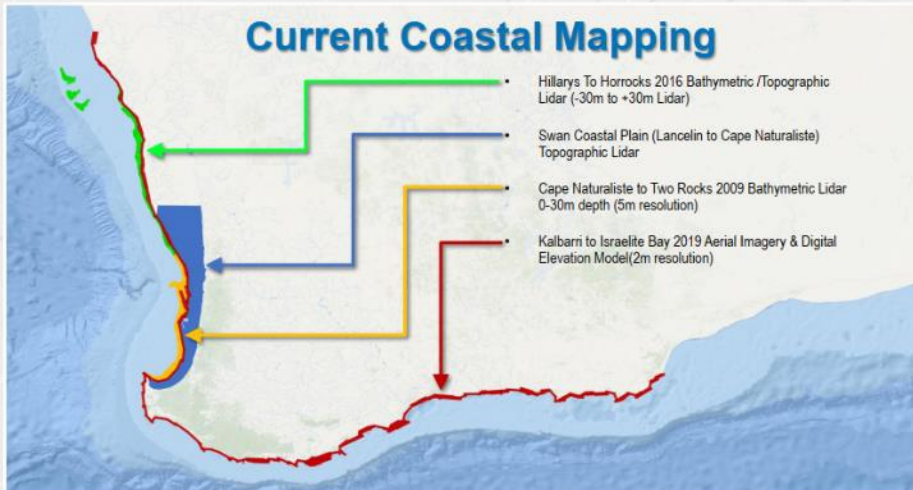 Current Coastal Mapping
• Hillarys To Horrocks 2016 Bathymetric /Topographic
Lidar (-30m to +30m Lidar)
• Swan Coastal Plain (Lancelin to Cape Naturaliste)
Topographic Lidar
• Cape Naturaliste to Two Rocks 2009 Bathymetric Lidar
0-30m depth (5m resolution)
• Kalbarri to Israelite Bay 2019 Aerial Imagery & Digital
Elevation Model(2m resolution)